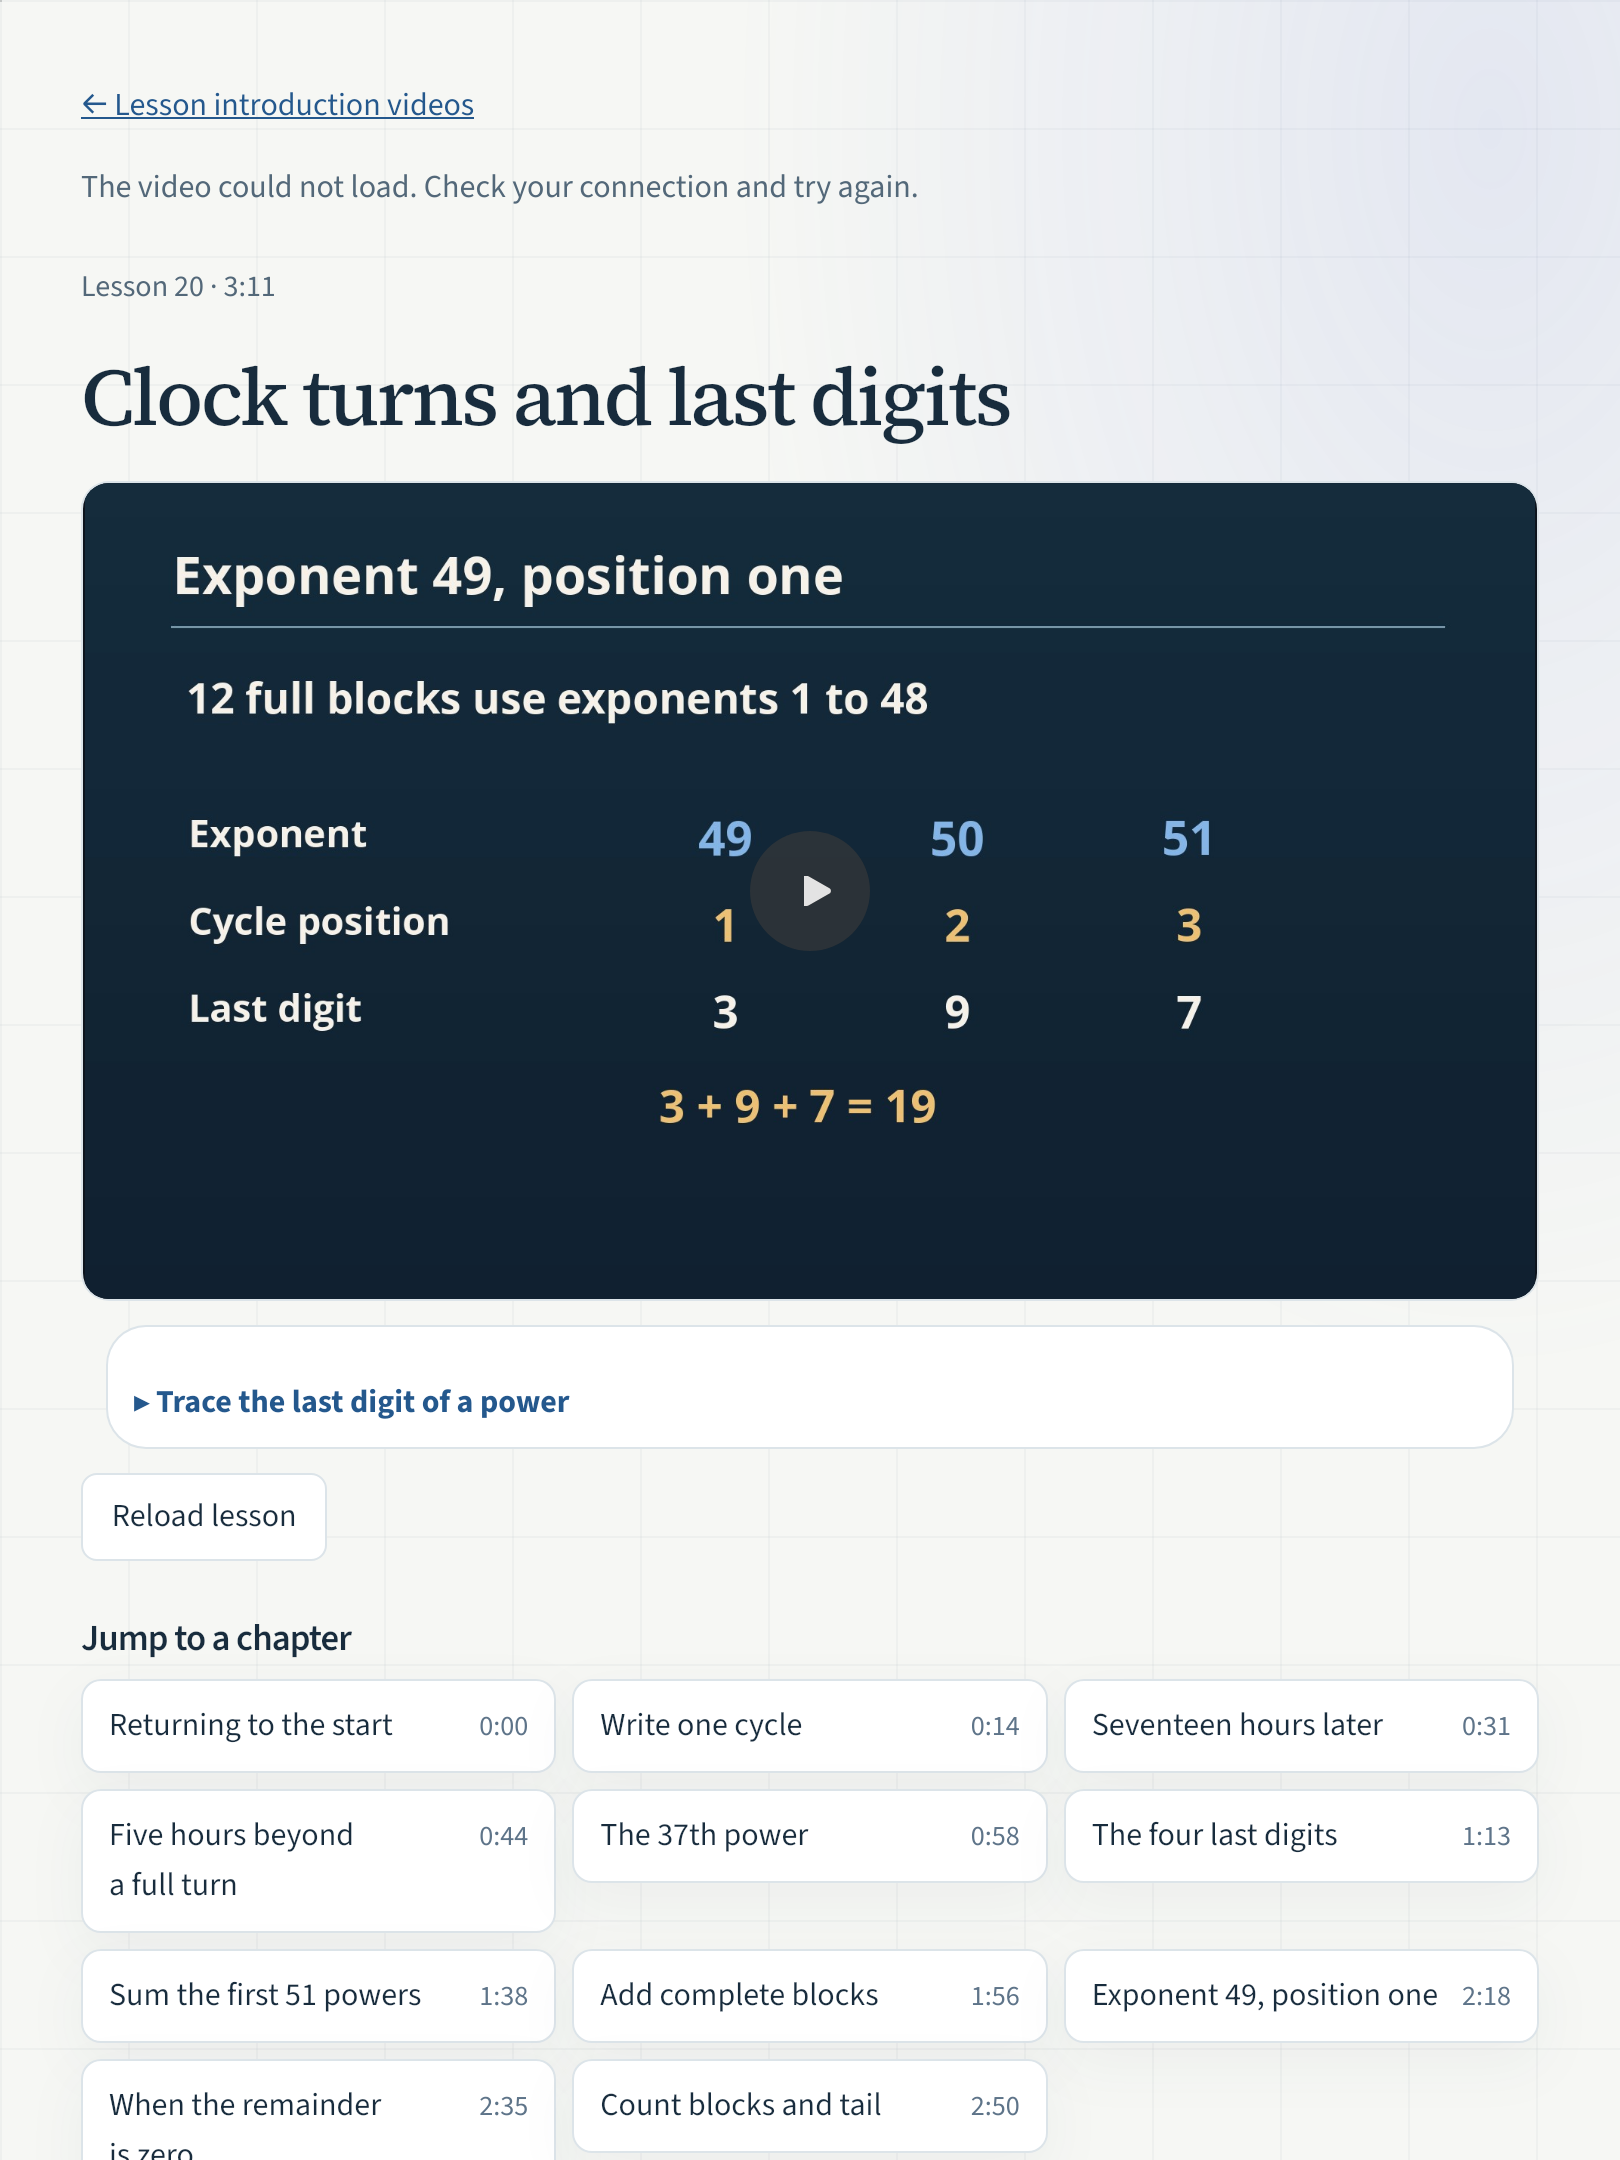 ← Lesson introduction videos
The video could not load. Check your connection and try again.
Lesson 20 · 3:11
Clock turns and last digits
Exponent 49, position one
12 full blocks use exponents 1 to 48
Exponent 49 50 51
Cycle position 1 2 3
Last digit 3 9 7
3 + 9 + 7 = 19
▸ Trace the last digit of a power
Reload lesson
Jump to a chapter
Returning to the start 0:00
Write one cycle 0:14
Seventeen hours later 0:31
Five hours beyond 0:44
a full turn
The 37th power 0:58
The four last digits 1:13
Sum the first 51 powers 1:38
Add complete blocks 1:56
Exponent 49, position one 2:18
When the remainder 2:35
is zero
Count blocks and tail 2:50